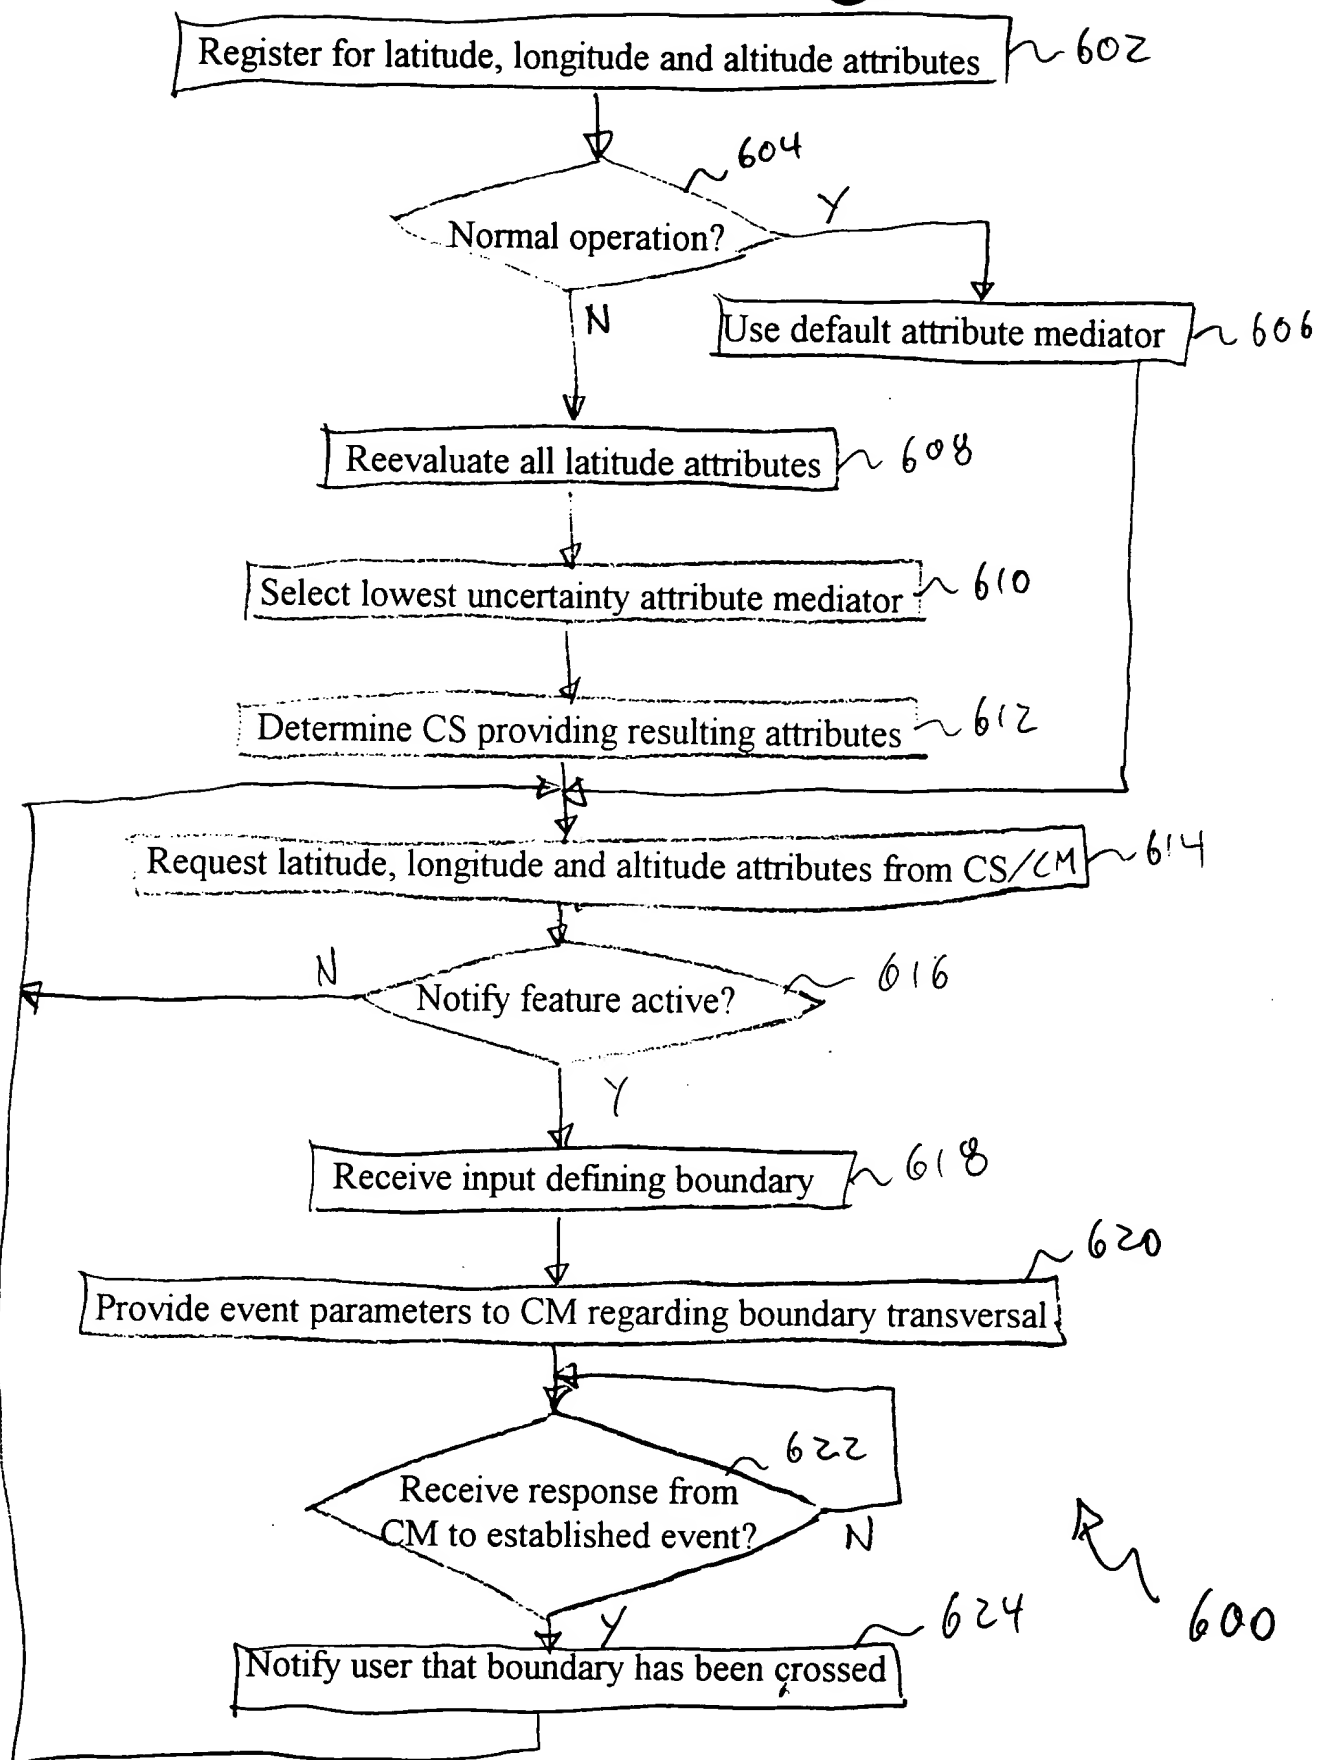 Register for latitude, longitude and altitude attributes 602
604
Normal operation? Y
N
Use default attribute mediator 606
Reevaluate all latitude attributes 608
Select lowest uncertainty attribute mediator 610
Determine CS providing resulting attributes 612
Request latitude, longitude and altitude attributes from CS/CM 614
N
Notify feature active? 616
Y
Receive input defining boundary 618
620
Provide event parameters to CM regarding boundary transversal
622
Receive response from
CM to established event? N
Y
624
600
Notify user that boundary has been crossed